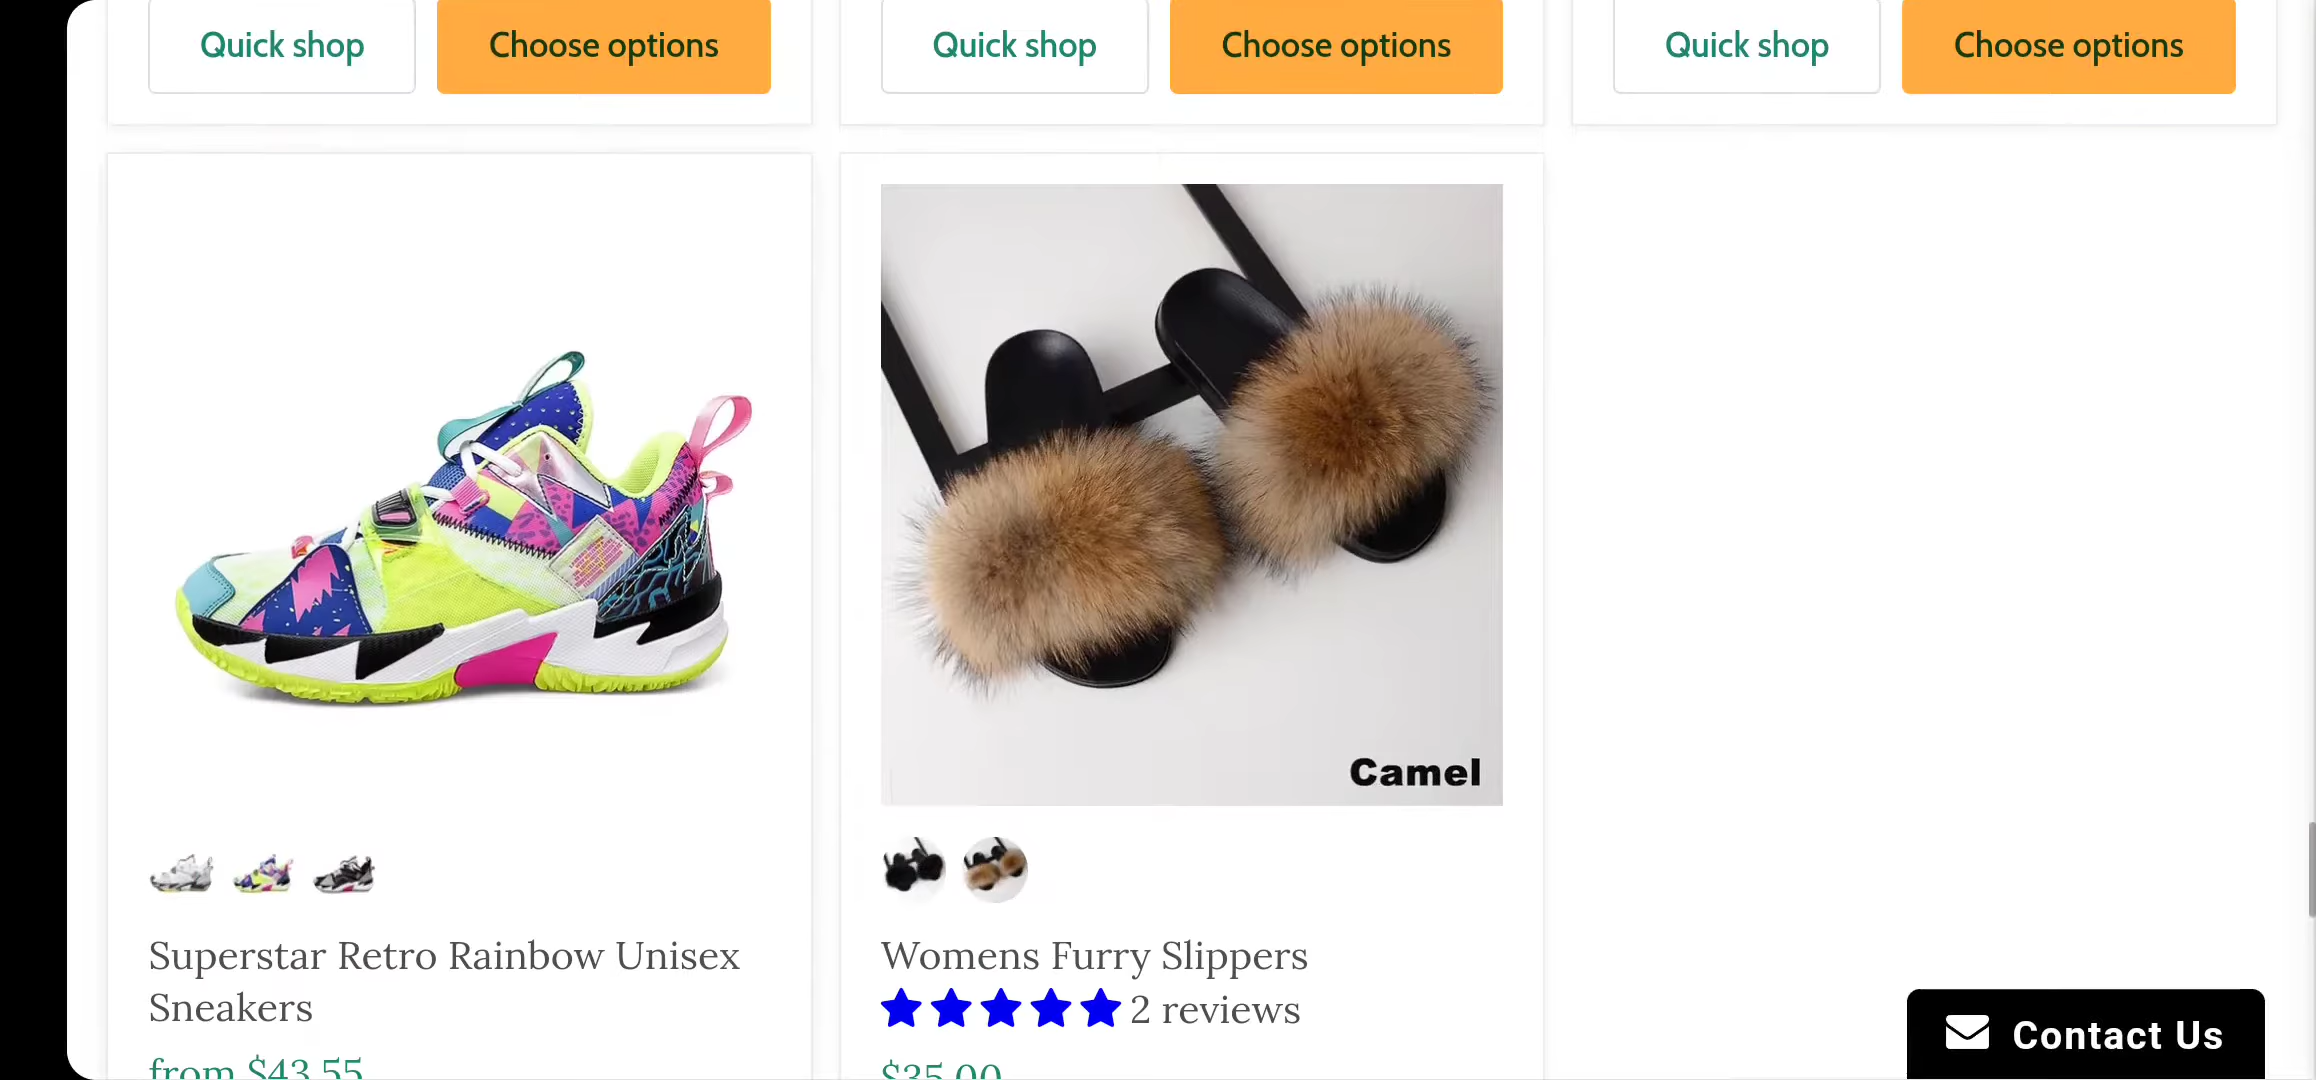 Quick shop
Choose options
Quick shop
Choose options
Quick shop
Choose options
Camel
Superstar Retro Rainbow Unisex
Sneakers
from $43.55
Womens Furry Slippers
2 reviews
$35.00
Contact Us